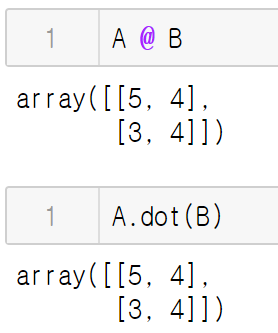 1 A @ B
array([[5, 4],
       [3, 4]])
1 A.dot(B)
array([[5, 4],
       [3, 4]])